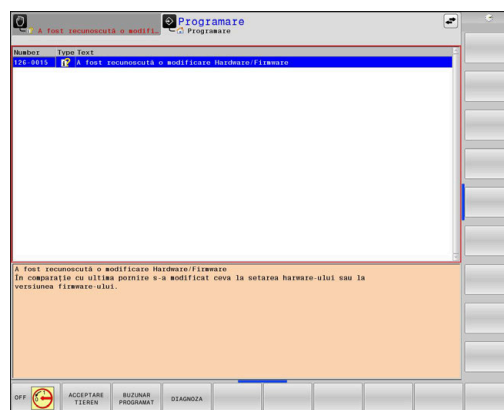 Programare
A fost recunoscută o modifi…
Programare
Number Type Text
126-0015 A fost recunoscută o modificare Hardware/Firmware
A fost recunoscută o modificare Hardware/Firmware
În comparație cu ultima pornire s-a modificat ceva la setarea harware-ului sau la
versiunea firmware-ului.
OFF
ACCEPTARE
TIEREN
BUZUNAR
PROGRAMAT
DIAGNOZA